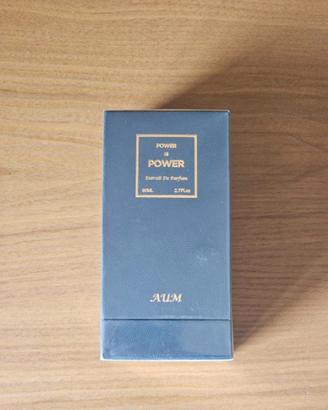 POWER
is
POWER
Extrait De Parfum
80ML 2.7Fl.oz
AUM